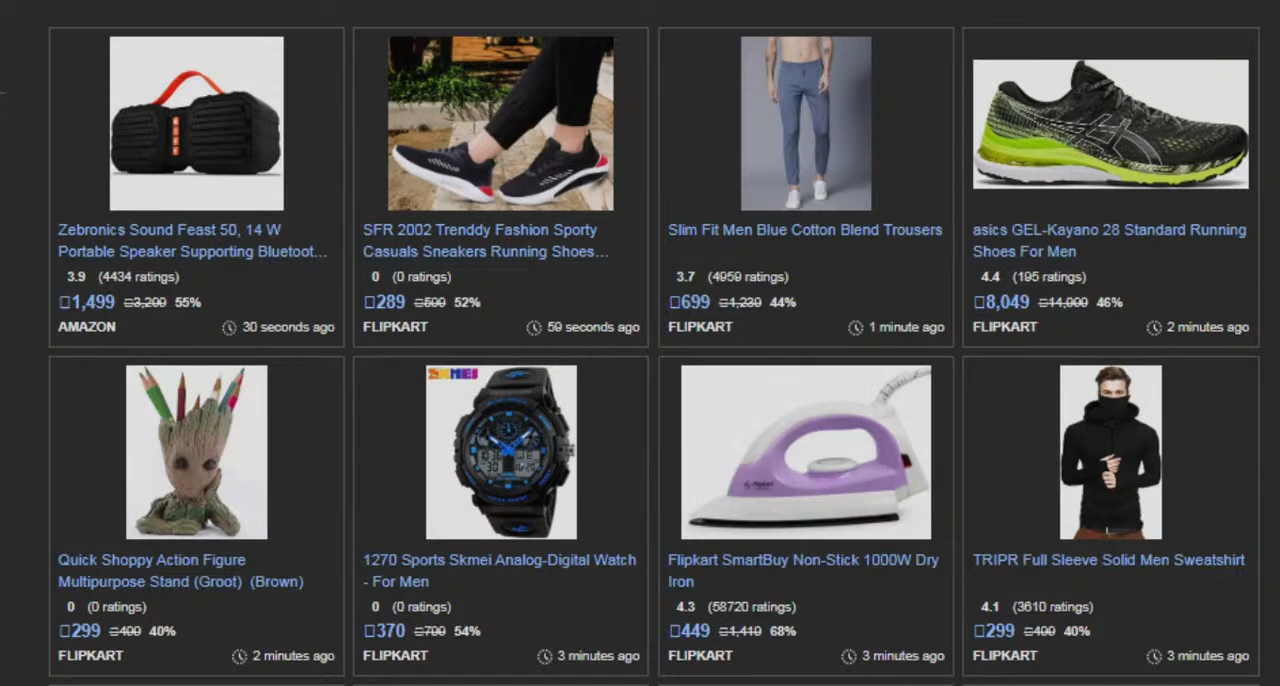 Zebronics Sound Feast 50, 14 W
Portable Speaker Supporting Bluetoot...
3.9 (4434 ratings)
1,499 3,200 55%
AMAZON 30 seconds ago
SFR 2002 Trenddy Fashion Sporty
Casuals Sneakers Running Shoes...
0 (0 ratings)
289 500 52%
FLIPKART 59 seconds ago
Slim Fit Men Blue Cotton Blend Trousers
3.7 (4959 ratings)
699 1,230 44%
FLIPKART 1 minute ago
asics GEL-Kayano 28 Standard Running
Shoes For Men
4.4 (195 ratings)
8,049 14,000 46%
FLIPKART 2 minutes ago
Quick Shoppy Action Figure
Multipurpose Stand (Groot) (Brown)
0 (0 ratings)
299 400 40%
FLIPKART 2 minutes ago
SKMEI
1270 Sports Skmei Analog-Digital Watch
- For Men
0 (0 ratings)
370 700 54%
FLIPKART 3 minutes ago
Flipkart SmartBuy Non-Stick 1000W Dry
Iron
4.3 (58720 ratings)
449 1,410 68%
FLIPKART 3 minutes ago
TRIPR Full Sleeve Solid Men Sweatshirt
4.1 (3610 ratings)
299 400 40%
FLIPKART 3 minutes ago